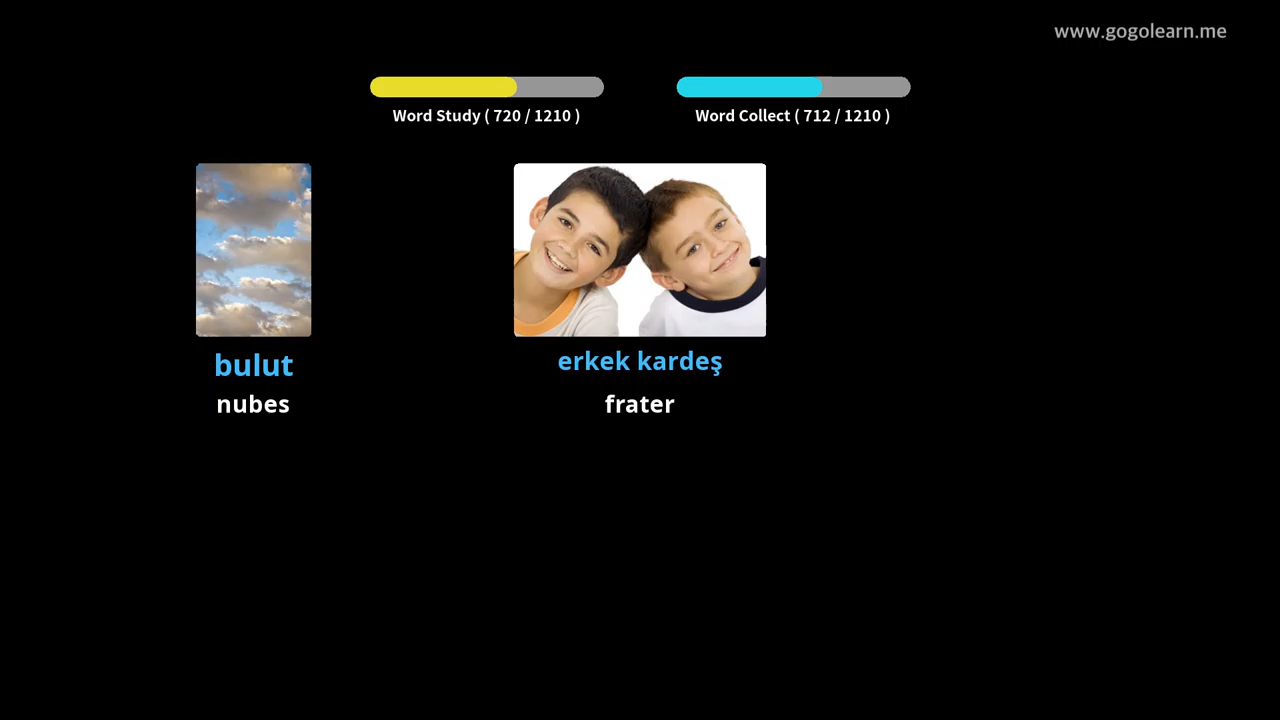 www.gogolearn.me
Word Study ( 720 / 1210 )
Word Collect ( 712 / 1210 )
bulut
nubes
erkek kardeş
frater